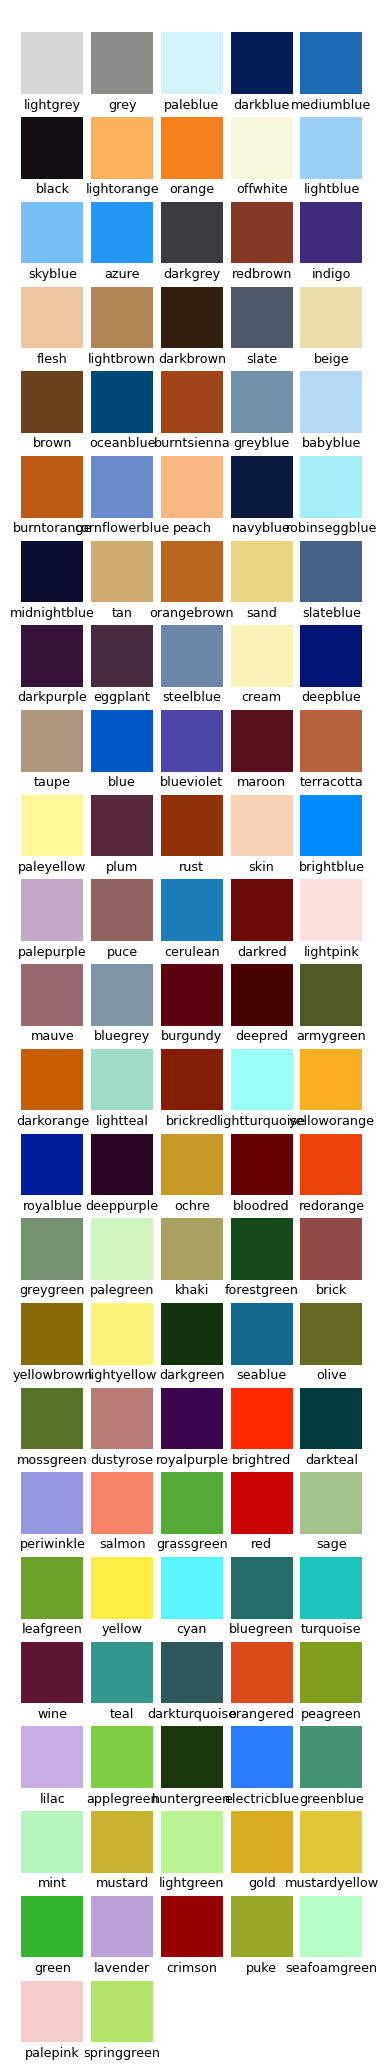 lightgrey grey paleblue darkblue mediumblue
black lightorange orange offwhite lightblue
skyblue azure darkgrey redbrown indigo
flesh lightbrown darkbrown slate beige
brown oceanblue burntsienna greyblue babyblue
burntorange cornflowerblue peach navyblue robinseggblue
midnightblue tan orangebrown sand slateblue
darkpurple eggplant steelblue cream deepblue
taupe blue blueviolet maroon terracotta
paleyellow plum rust skin brightblue
palepurple puce cerulean darkred lightpink
mauve bluegrey burgundy deepred armygreen
darkorange lightteal brickred lightturquoise yelloworange
royalblue deeppurple ochre bloodred redorange
greygreen palegreen khaki forestgreen brick
yellowbrown lightyellow darkgreen seablue olive
mossgreen dustyrose royalpurple brightred darkteal
periwinkle salmon grassgreen red sage
leafgreen yellow cyan bluegreen turquoise
wine teal darkturquoise orangered peagreen
lilac applegreen huntergreen electricblue greenblue
mint mustard lightgreen gold mustardyellow
green lavender crimson puke seafoamgreen
palepink springgreen